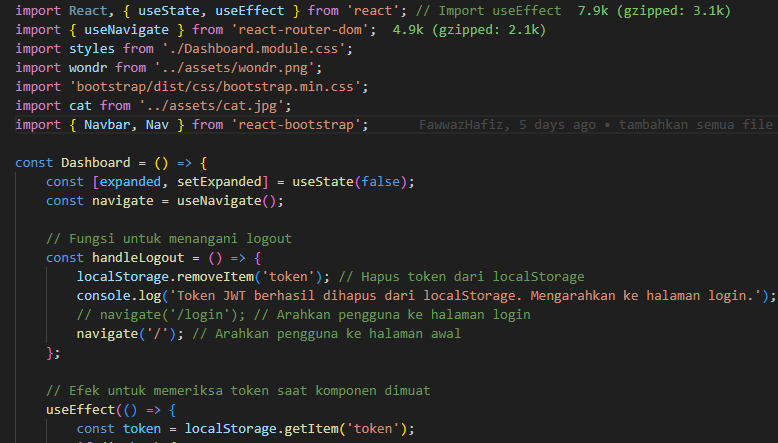 import React, { useState, useEffect } from 'react'; // Import useEffect  7.9k (gzipped: 3.1k)
import { useNavigate } from 'react-router-dom';  4.9k (gzipped: 2.1k)
import styles from './Dashboard.module.css';
import wondr from '../assets/wondr.png';
import 'bootstrap/dist/css/bootstrap.min.css';
import cat from '../assets/cat.jpg';
import { Navbar, Nav } from 'react-bootstrap';      FawwazHafiz, 5 days ago • tambahkan semua file
const Dashboard = () => {
    const [expanded, setExpanded] = useState(false);
    const navigate = useNavigate();
    // Fungsi untuk menangani logout
    const handleLogout = () => {
        localStorage.removeItem('token'); // Hapus token dari localStorage
        console.log('Token JWT berhasil dihapus dari localStorage. Mengarahkan ke halaman login.');
        // navigate('/login'); // Arahkan pengguna ke halaman login
        navigate('/'); // Arahkan pengguna ke halaman awal
    };
    // Efek untuk memeriksa token saat komponen dimuat
    useEffect(() => {
        const token = localStorage.getItem('token');